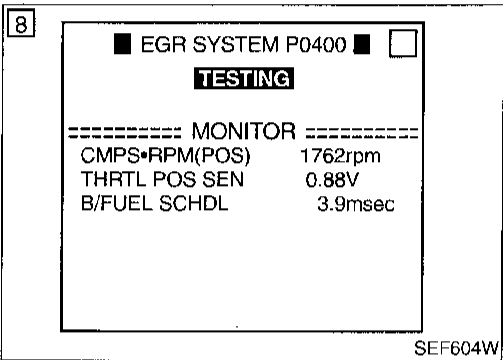 8
■ EGR SYSTEM P0400 ■ □
TESTING
========== MONITOR ==========
CMPS•RPM(POS) 1762rpm
THRTL POS SEN 0.88V
B/FUEL SCHDL 3.9msec
SEF604W